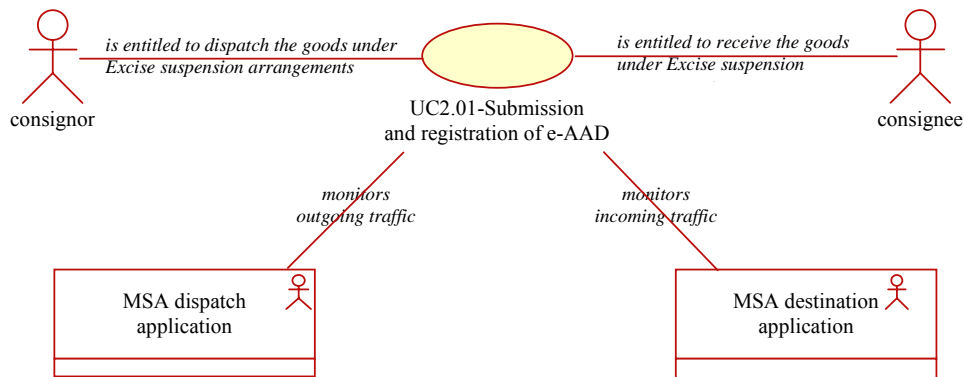 is entitled to dispatch the goods under
Excise suspension arrangements
is entitled to receive the goods
under Excise suspension
consignor
UC2.01-Submission
and registration of e-AAD
consignee
monitors
outgoing traffic
monitors
incoming traffic
MSA dispatch
application
MSA destination
application